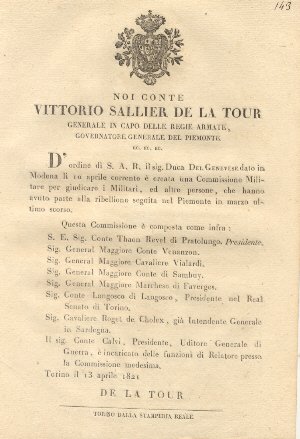 143
NOI CONTE
VITTORIO SALLIER DE LA TOUR
GENERALE IN CAPO DELLE REGIE ARMATE,
GOVERNATORE GENERALE DEL PIEMONTE
EC. EC. EC.
D'ordine di S. A. R. il sig. Duca DEL GENEVESE dato in
Modena li 10 aprile corrente è creata una Commissione Mili-
tare per giudicare i Militari, ed altre persone, che hanno
avuto parte alla ribellione seguita nel Piemonte in marzo ul-
timo scorso.
Questa Commissione è composta come infra:
S. E. Sig. Conte Thaon Revel di Pratolungo, Presidente.
Sig. General Maggiore Conte Venanzon.
Sig. General Maggiore Cavaliere Vialardi.
Sig. General Maggiore Conte di Sambuy.
Sig. General Maggiore Marchese di Faverges.
Sig. Conte Langosco di Langosco, Presidente nel Real
Senato di Torino.
Sig. Cavaliere Roget de Cholex, già Intendente Generale
in Sardegna.
Il sig. Conte Calvi, Presidente, Uditore Generale di
Guerra, è incaricato delle funzioni di Relatore presso
la Commissione medesima.
Torino il 13 aprile 1821
DE LA TOUR
TORINO DALLA STAMPERIA REALE